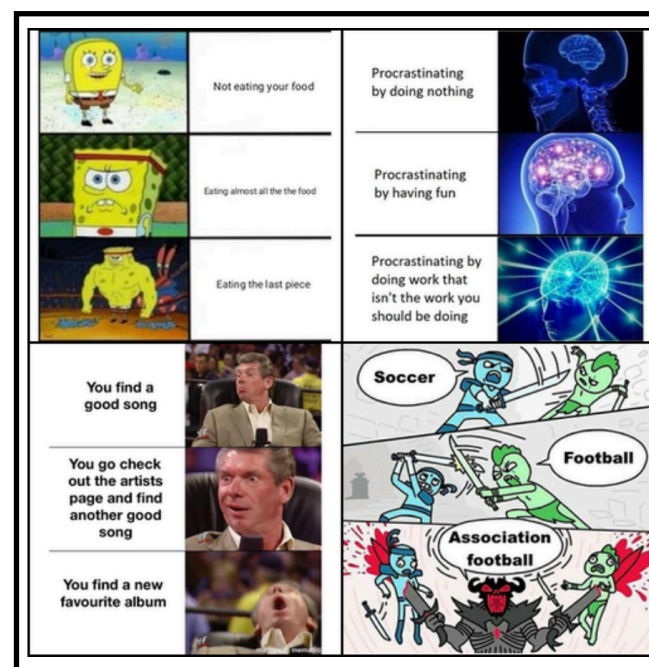 Not eating your food
Eating almost all the the food
Eating the last piece
Procrastinating
by doing nothing
Procrastinating
by having fun
Procrastinating by
doing work that
isn't the work you
should be doing
You find a
good song
You go check
out the artists
page and find
another good
song
You find a new
favourite album
Soccer
Football
Association
football